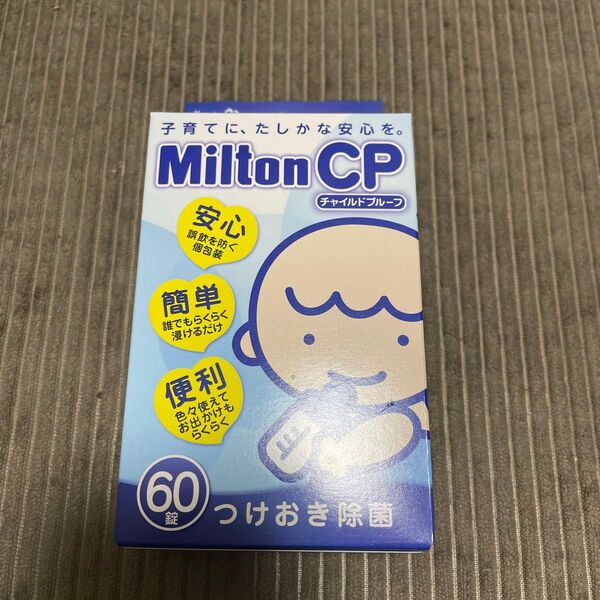 子育てに、たしかな安心を。
Milton CP
チャイルドプルーフ
安心
誤飲を防ぐ
個包装
簡単
誰でもらくらく
浸けるだけ
便利
色々使えて
お出かけも
らくらく
60
錠
つけおき除菌